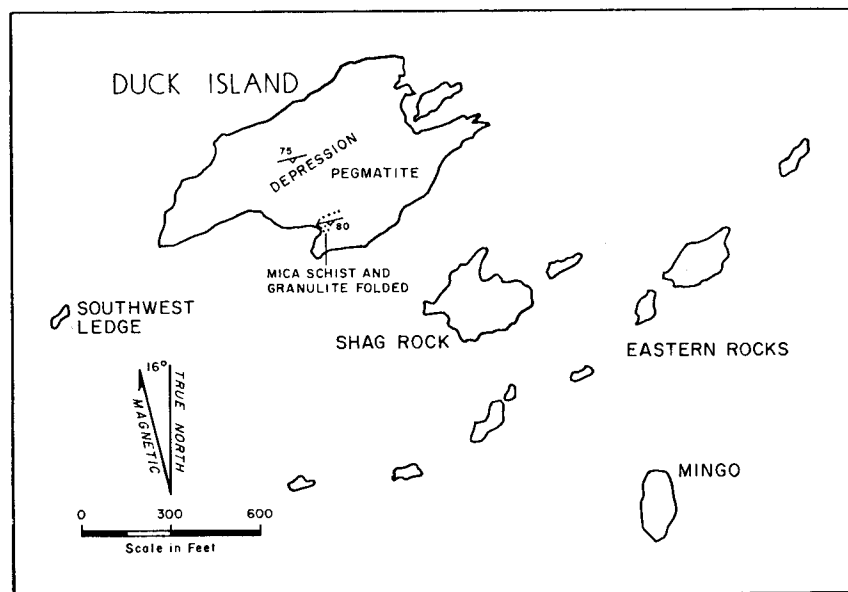 DUCK ISLAND
75
DEPRESSION
PEGMATITE
80
MICA SCHIST AND
GRANULITE FOLDED
SOUTHWEST
LEDGE
SHAG ROCK
EASTERN ROCKS
16°
TRUE NORTH
MAGNETIC
MINGO
0 300 600
Scale in Feet